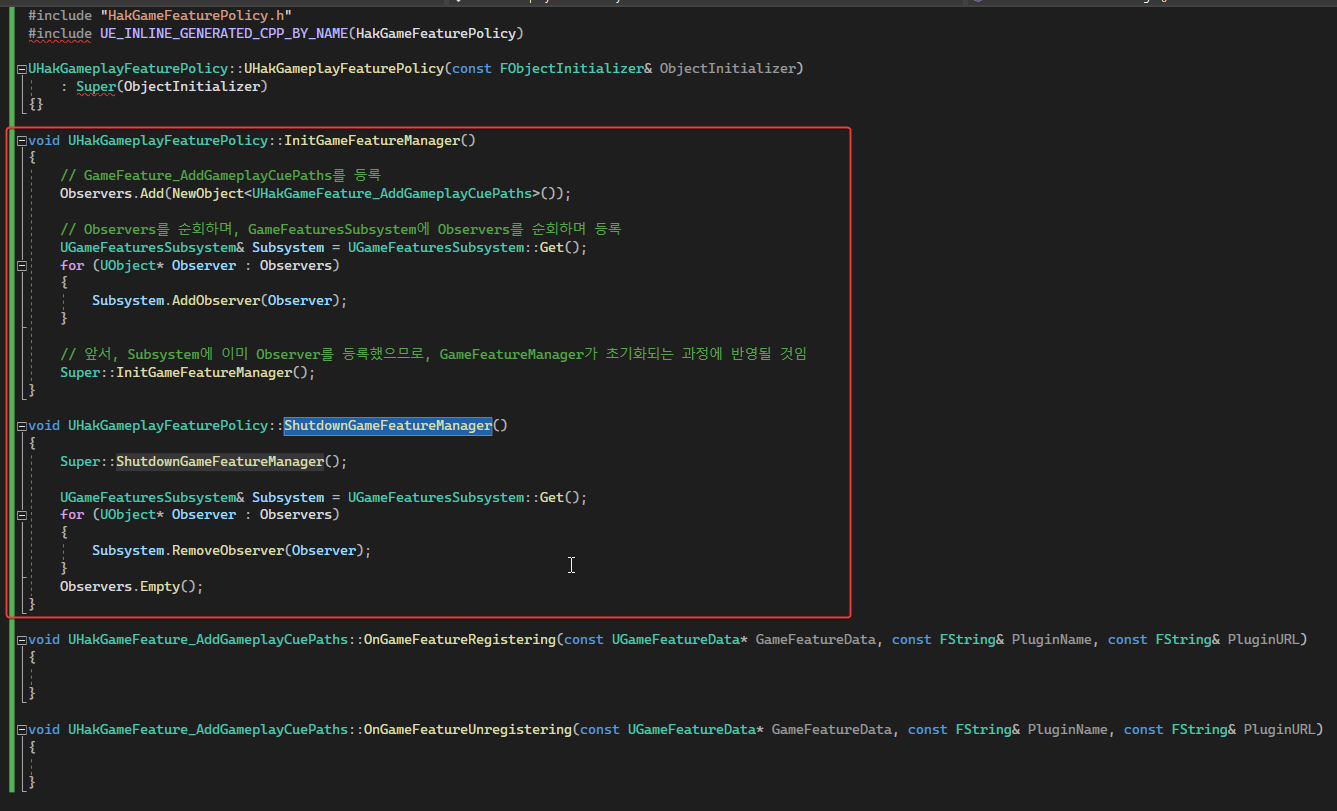 #include "HakGameFeaturePolicy.h"
#include UE_INLINE_GENERATED_CPP_BY_NAME(HakGameFeaturePolicy)
UHakGameplayFeaturePolicy::UHakGameplayFeaturePolicy(const FObjectInitializer& ObjectInitializer)
: Super(ObjectInitializer)
{}
void UHakGameplayFeaturePolicy::InitGameFeatureManager()
{
// GameFeature_AddGameplayCuePaths를 등록
Observers.Add(NewObject<UHakGameFeature_AddGameplayCuePaths>());
// Observers를 순회하며, GameFeaturesSubsystem에 Observers를 순회하며 등록
UGameFeaturesSubsystem& Subsystem = UGameFeaturesSubsystem::Get();
for (UObject* Observer : Observers)
{
Subsystem.AddObserver(Observer);
}
// 앞서, Subsystem에 이미 Observer를 등록했으므로, GameFeatureManager가 초기화되는 과정에 반영될 것임
Super::InitGameFeatureManager();
}
void UHakGameplayFeaturePolicy::ShutdownGameFeatureManager()
{
Super::ShutdownGameFeatureManager();
UGameFeaturesSubsystem& Subsystem = UGameFeaturesSubsystem::Get();
for (UObject* Observer : Observers)
{
Subsystem.RemoveObserver(Observer);
}
Observers.Empty();
}
void UHakGameFeature_AddGameplayCuePaths::OnGameFeatureRegistering(const UGameFeatureData* GameFeatureData, const FString& PluginName, const FString& PluginURL)
{
}
void UHakGameFeature_AddGameplayCuePaths::OnGameFeatureUnregistering(const UGameFeatureData* GameFeatureData, const FString& PluginName, const FString& PluginURL)
{
}